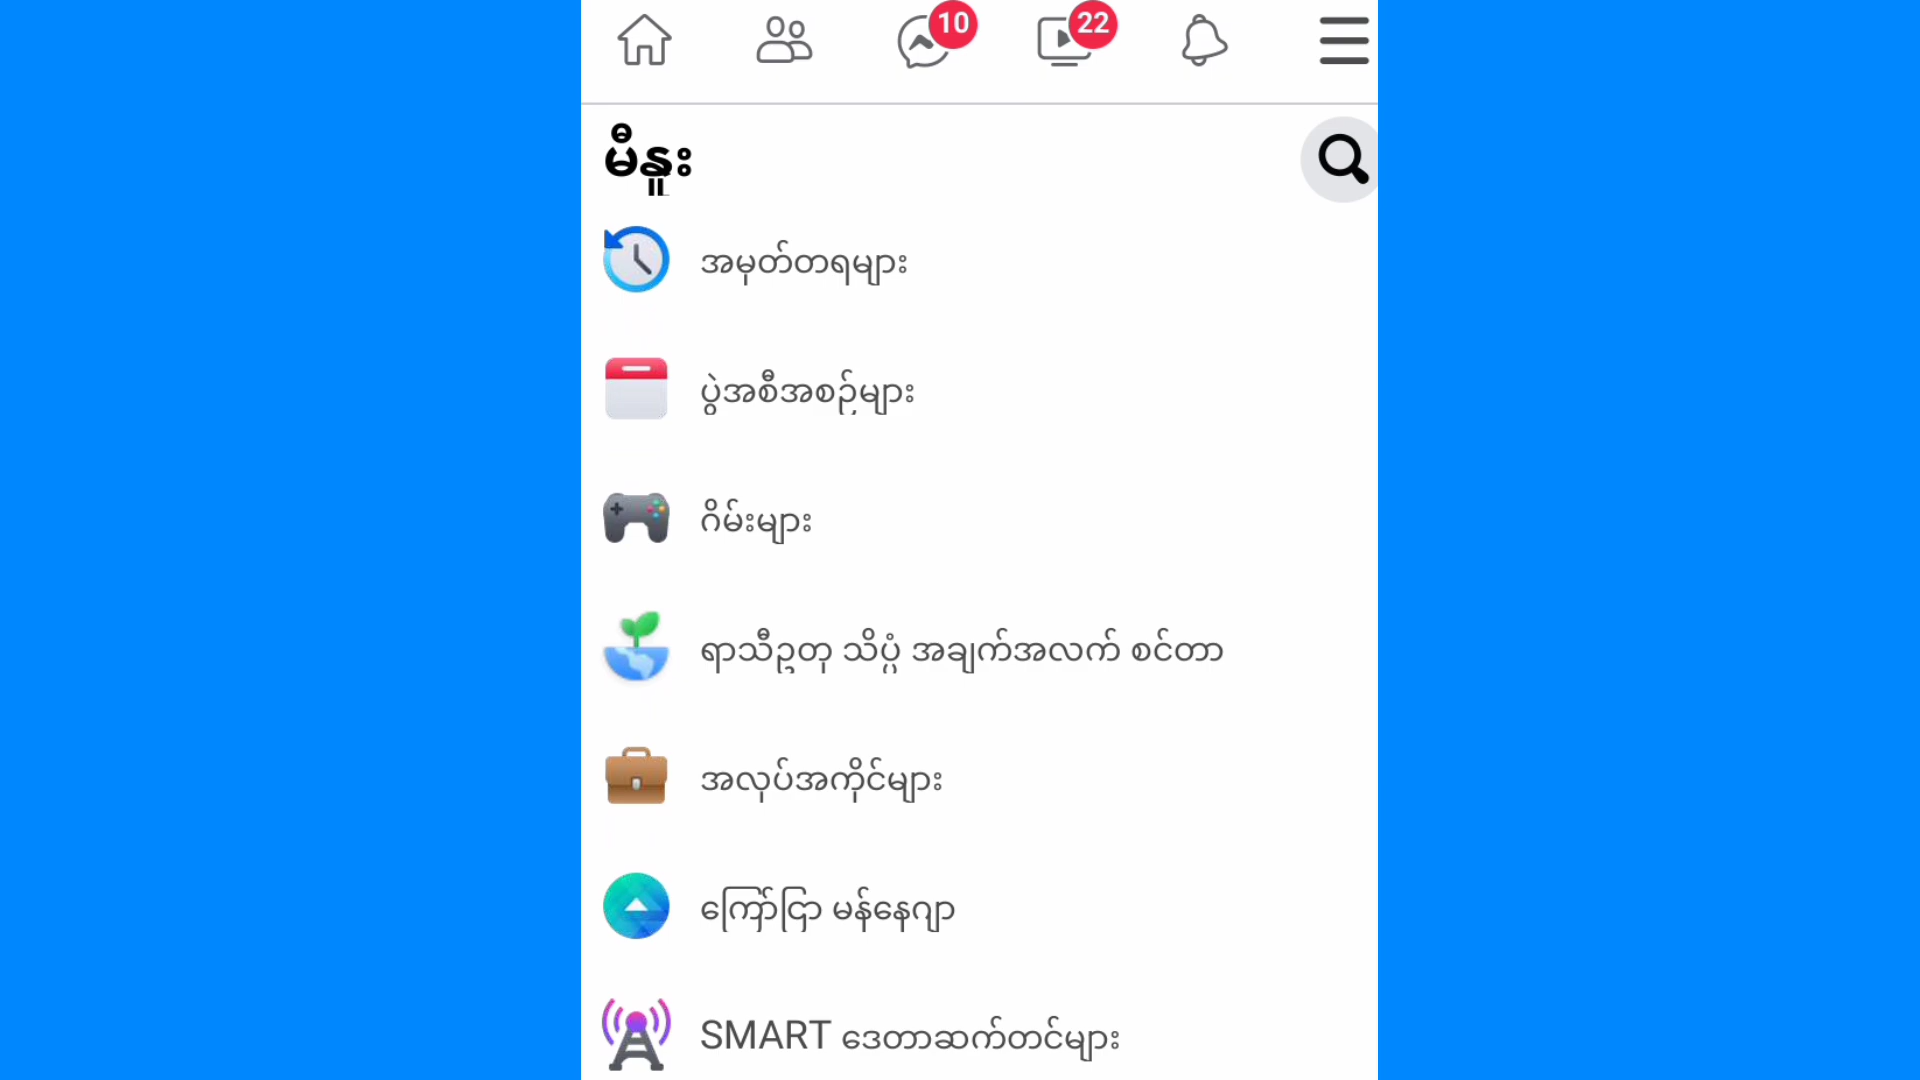 10
22
မီနူး
အမှတ်တရများ
ပွဲအစီအစဉ်များ
ဂိမ်းများ
ရာသီဥတု သိပ္ပံ အချက်အလက် စင်တာ
အလုပ်အကိုင်များ
ကြော်ငြာ မန်နေဂျာ
SMART ဒေတာဆက်တင်များ